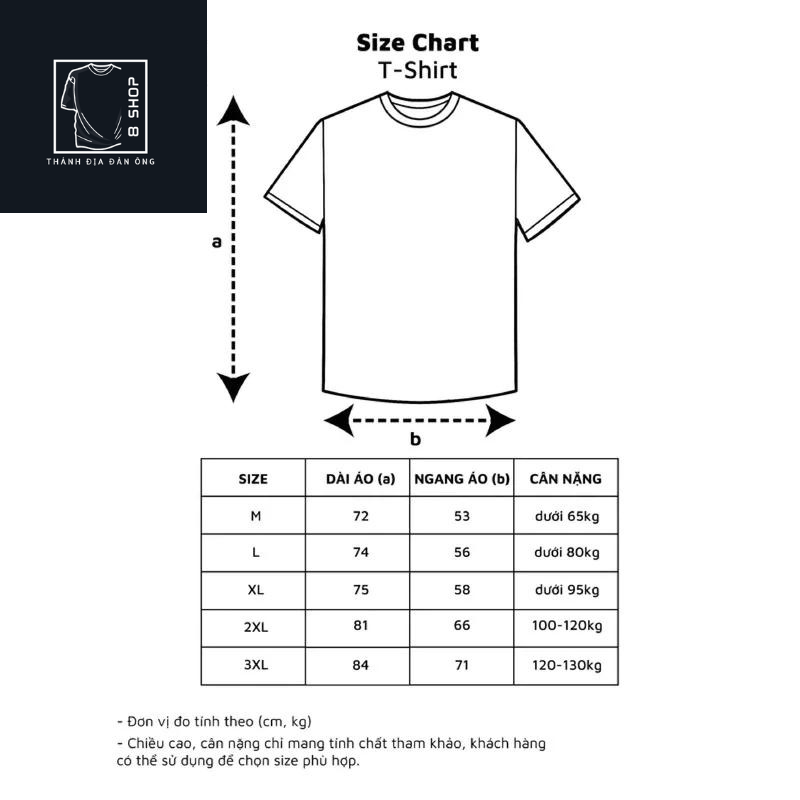 Size Chart
T-Shirt
8 SHOP
THÁNH ĐỊA ĐÀN ÔNG
a
b
SIZE DÀI ÁO (a) NGANG ÁO (b) CÂN NẶNG
M 72 53 dưới 65kg
L 74 56 dưới 80kg
XL 75 58 dưới 95kg
2XL 81 66 100-120kg
3XL 84 71 120-130kg
- Đơn vị đo tính theo (cm, kg)
- Chiều cao, cân nặng chỉ mang tính chất tham khảo, khách hàng
có thể sử dụng để chọn size phù hợp.